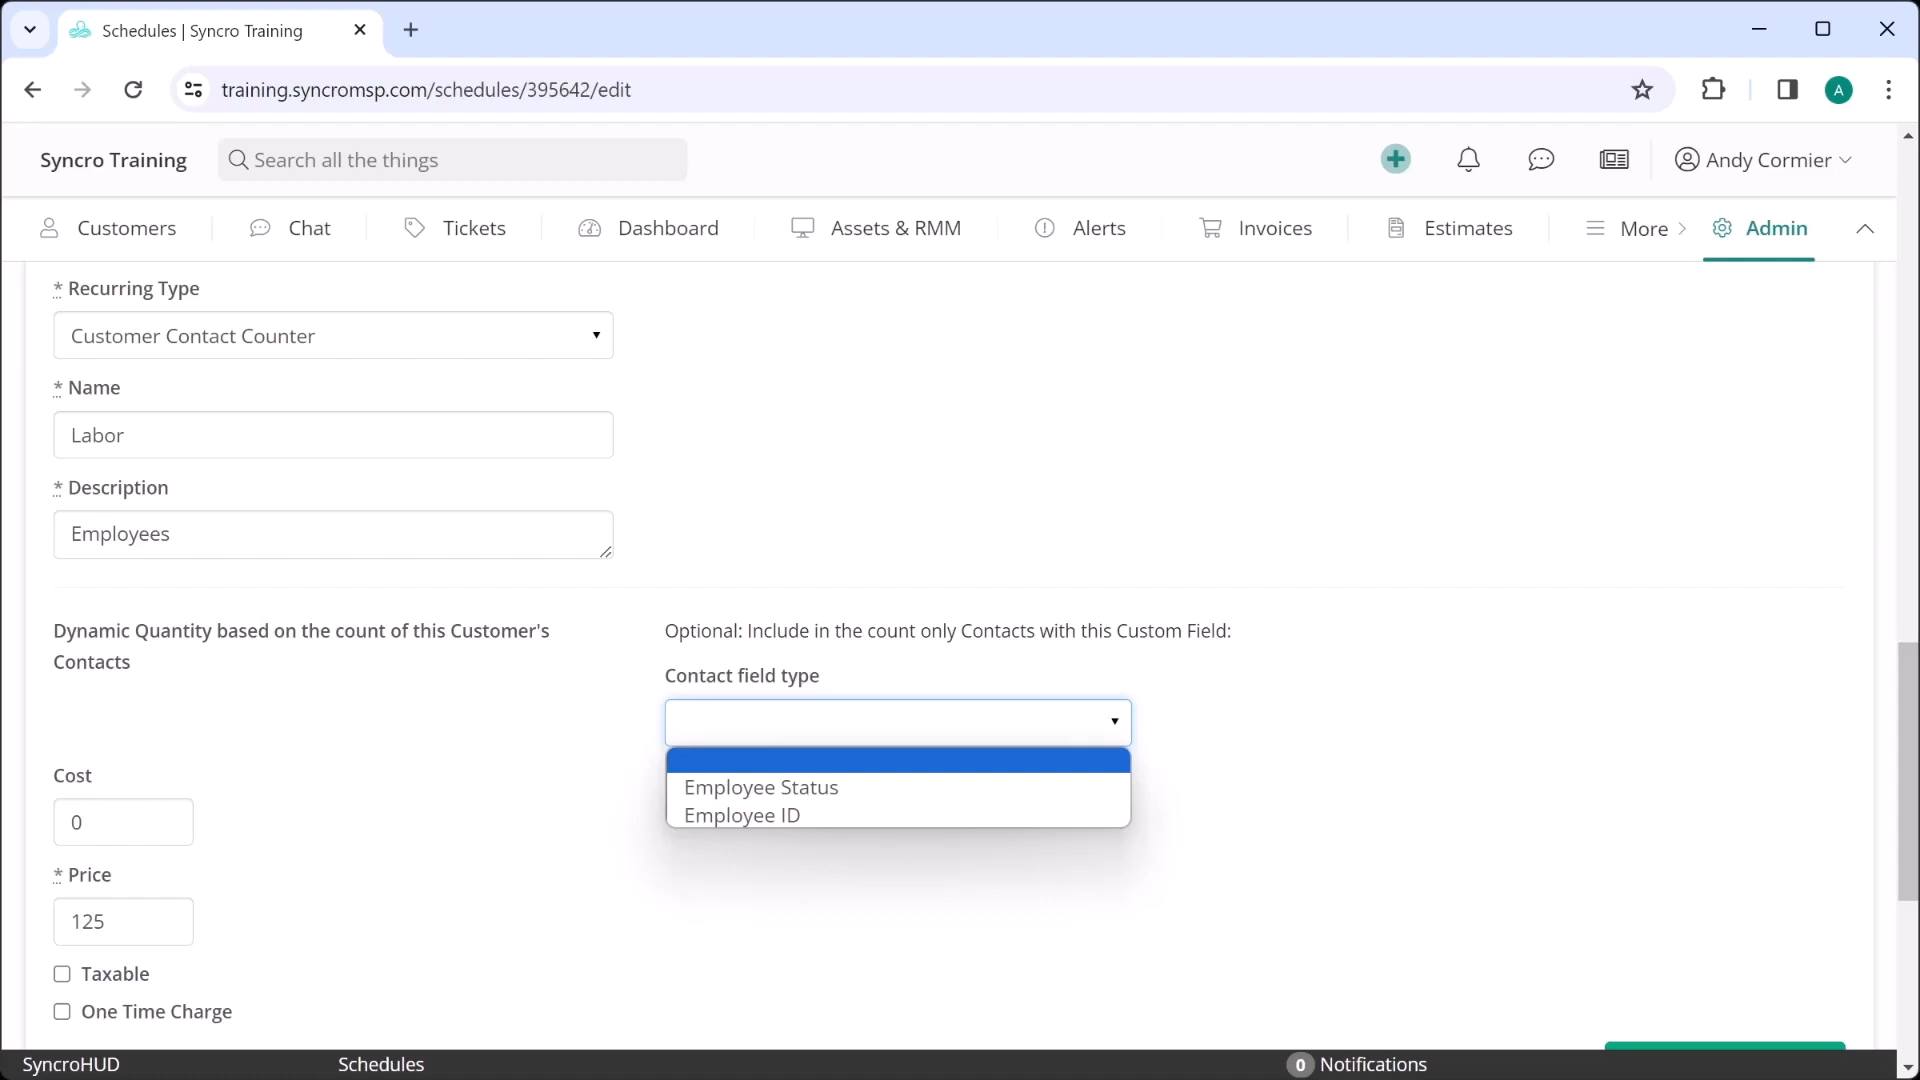 Schedules | Syncro Training
training.syncromsp.com/schedules/395642/edit
A
Syncro Training
Search all the things
Andy Cormier
Customers
Chat
Tickets
Dashboard
Assets & RMM
Alerts
Invoices
Estimates
More
Admin
* Recurring Type
Customer Contact Counter
* Name
Labor
* Description
Employees
Dynamic Quantity based on the count of this Customer's
Contacts
Optional: Include in the count only Contacts with this Custom Field:
Contact field type
Employee Status
Employee ID
Cost
0
* Price
125
Taxable
One Time Charge
SyncroHUD
Schedules
0 Notifications